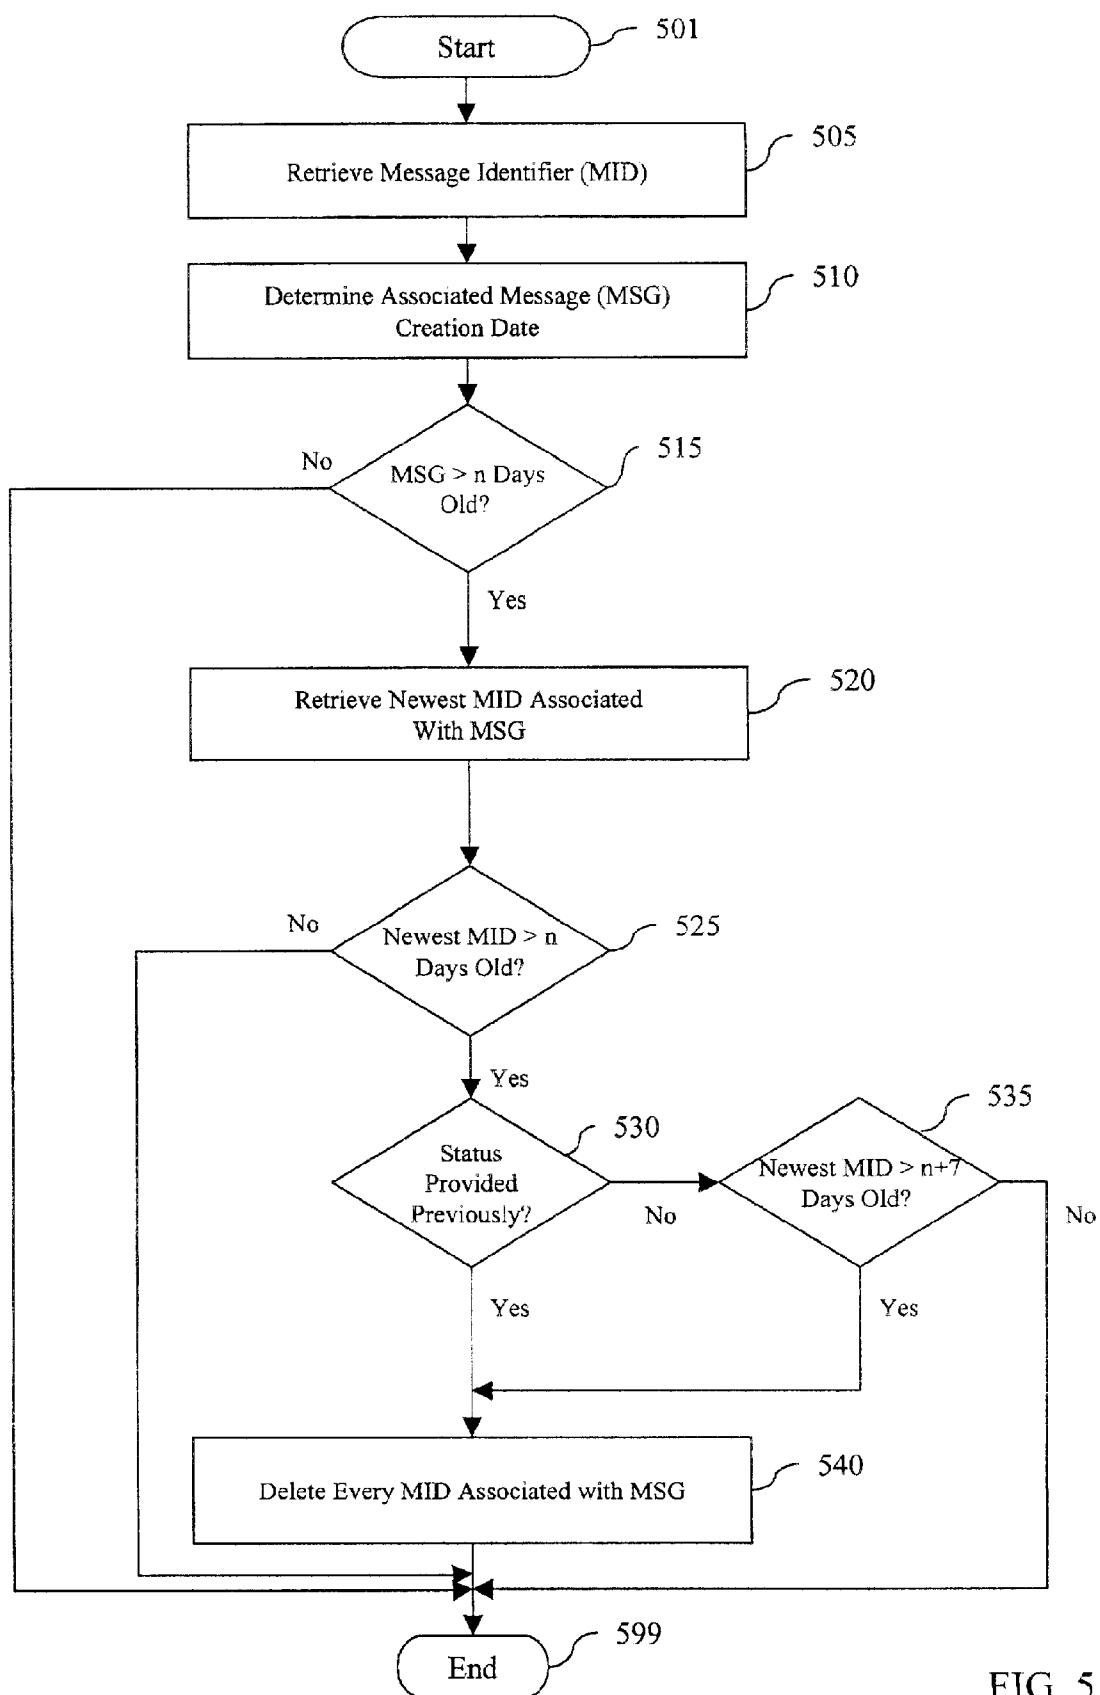 Start
501
505
Retrieve Message Identifier (MID)
510
Determine Associated Message (MSG)
Creation Date
515
No
MSG > n Days
Old?
Yes
520
Retrieve Newest MID Associated
With MSG
No
525
Newest MID > n
Days Old?
Yes
535
530
Status
Provided
Previously?
Newest MID > n+7
Days Old?
No
No
Yes
Yes
540
Delete Every MID Associated with MSG
599
End
FIG. 5